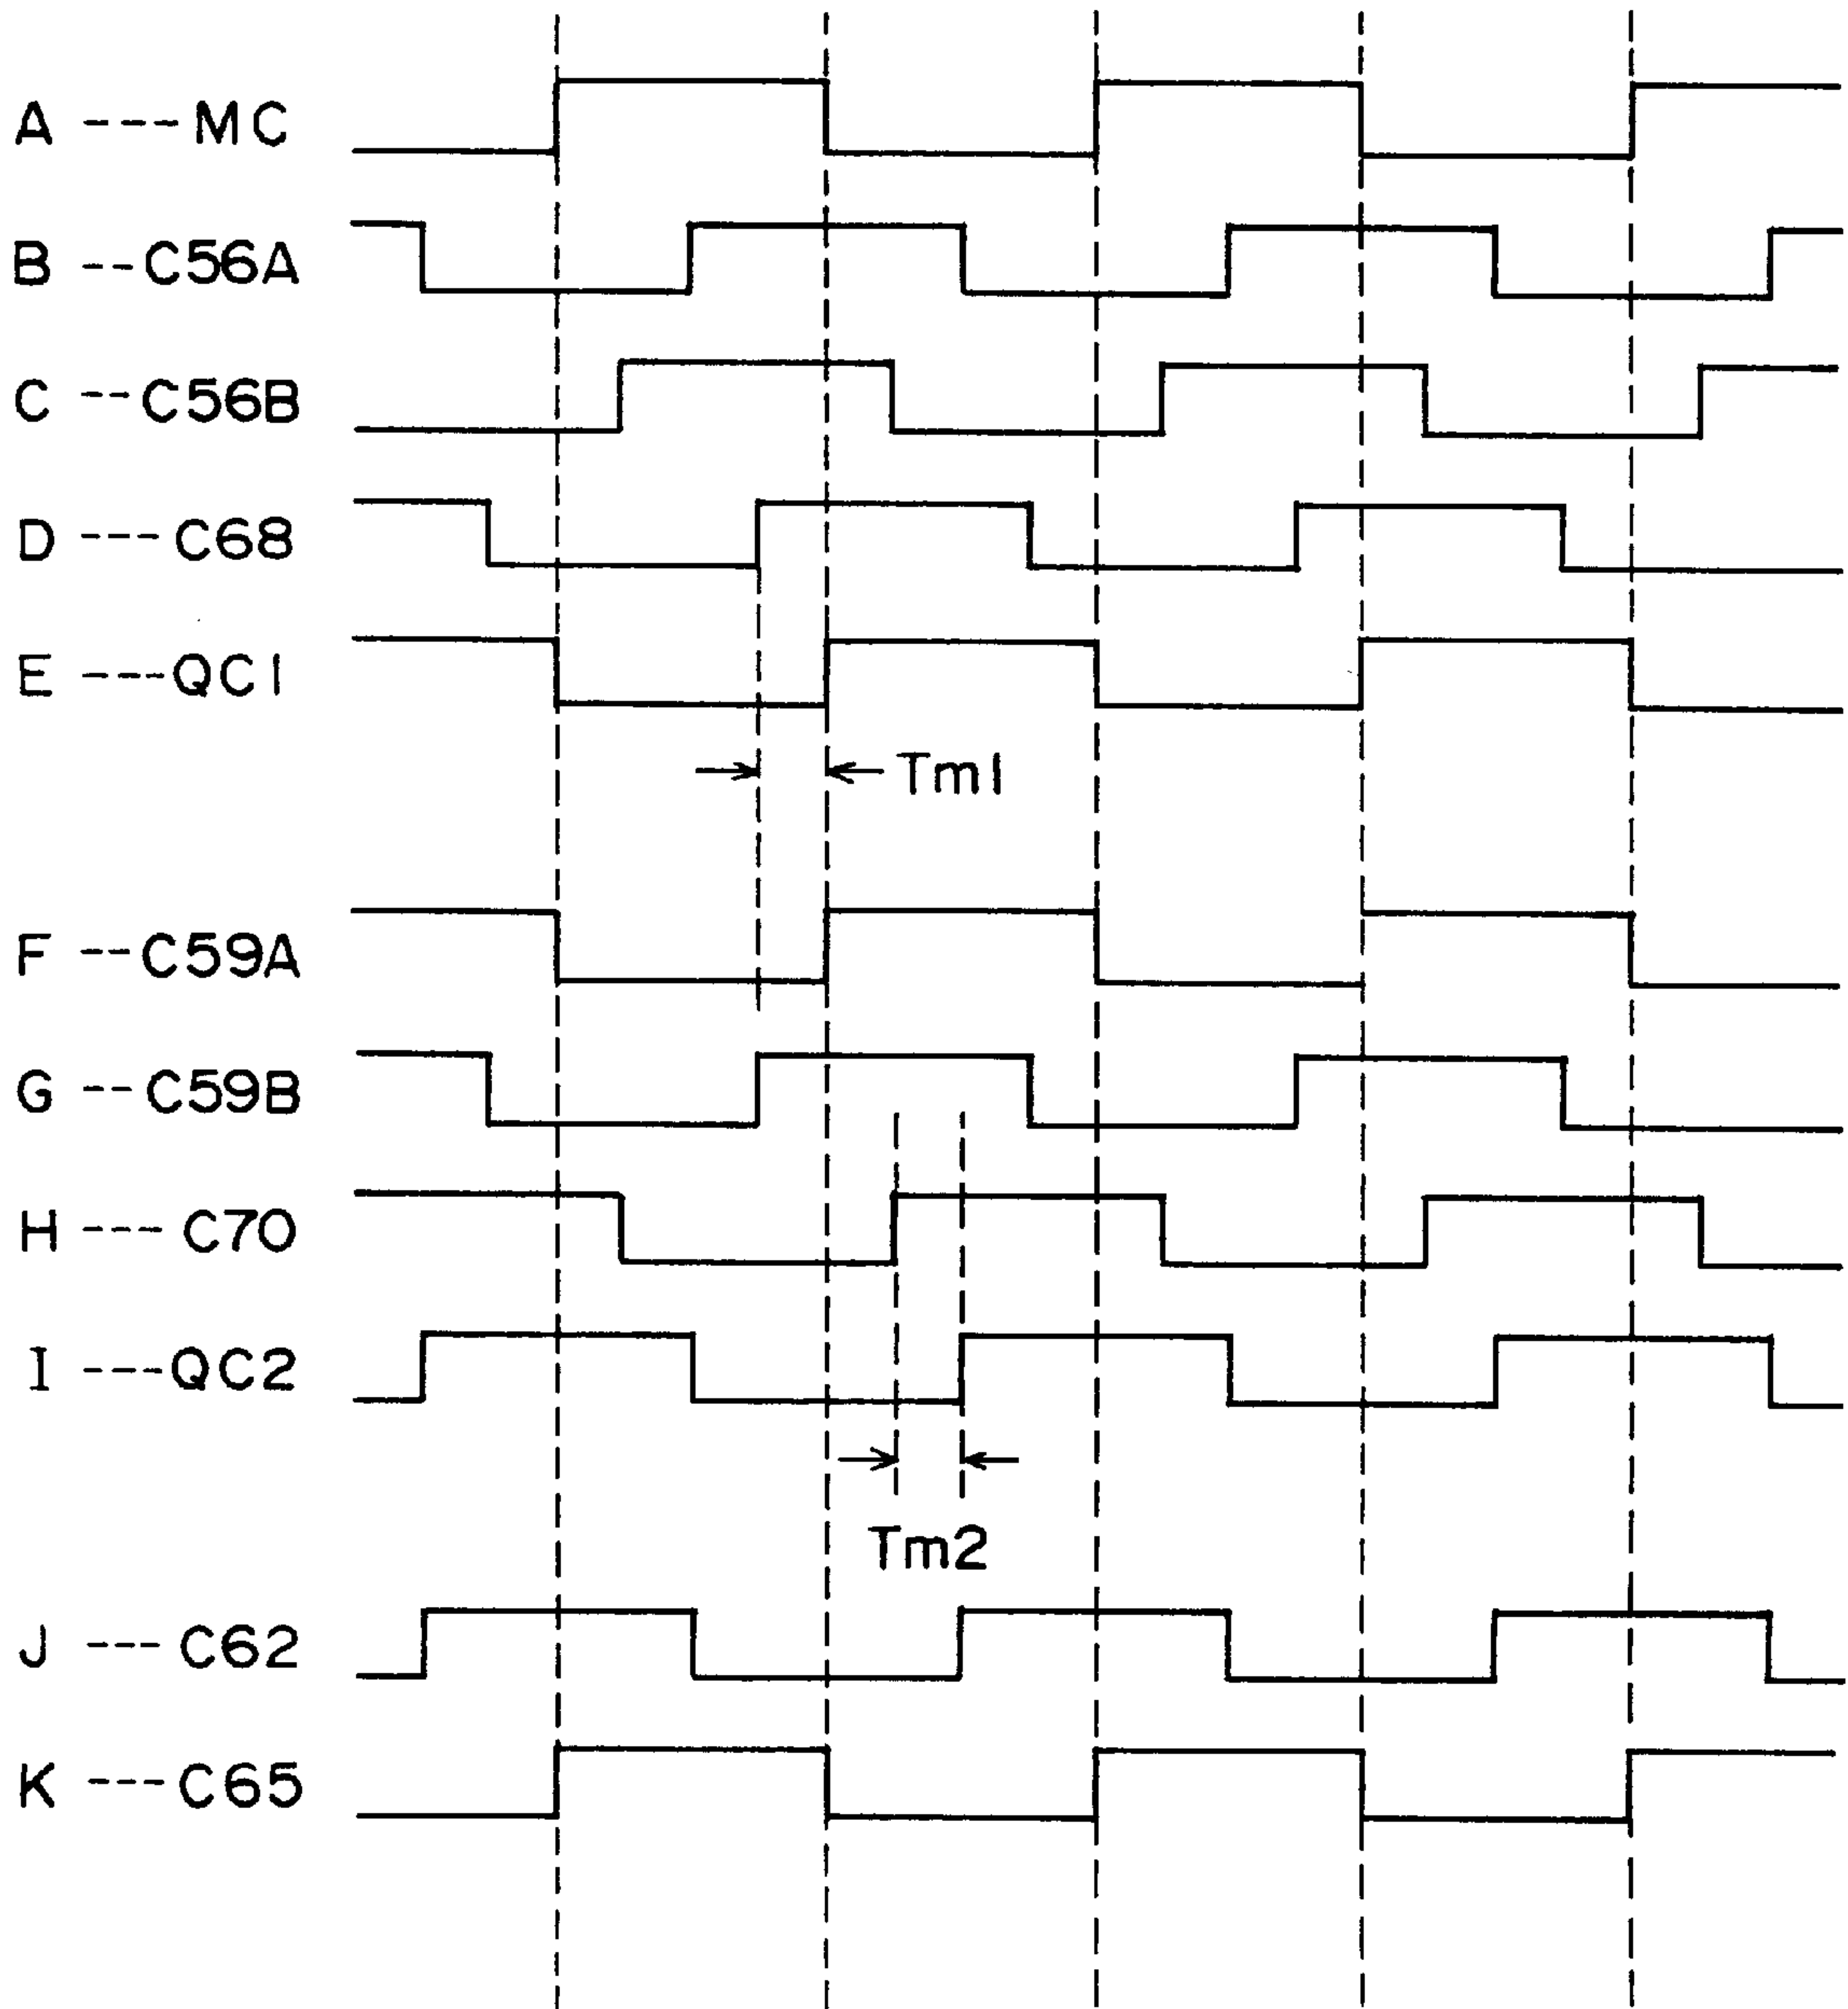 A ---- MC
B -- C56A
C -- C56B
D --- C68
E --- QC1
Tm1
F -- C59A
G -- C59B
H --- C70
I --- QC2
Tm2
J --- C62
K --- C65